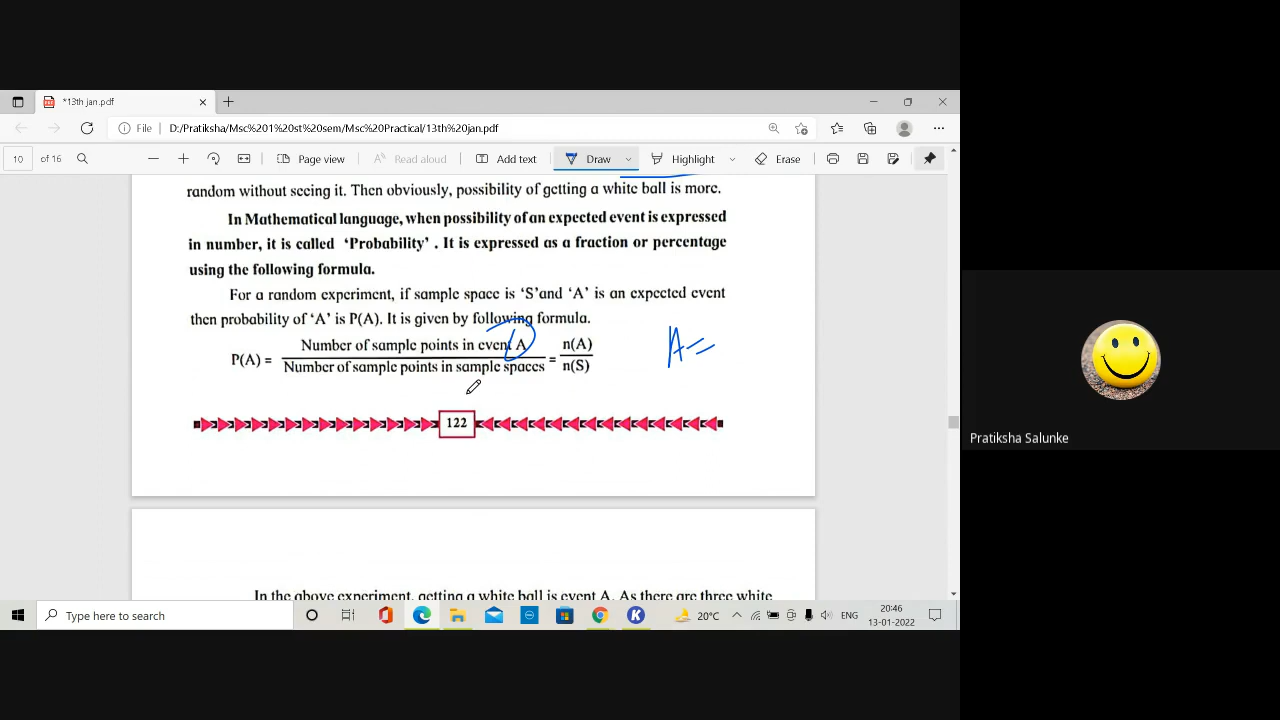 *13th jan.pdf
File D:/Pratiksha/Msc%201%20st%20sem/Msc%20Practical/13th%20jan.pdf
10 of 16 Page view Read aloud Add text Draw Highlight Erase
random without seeing it. Then obviously, possibility of getting a white ball is more.
In Mathematical language, when possibility of an expected event is expressed
in number, it is called ‘Probability’ . It is expressed as a fraction or percentage
using the following formula.
For a random experiment, if sample space is ‘S’and ‘A’ is an expected event
then probability of ‘A’ is P(A). It is given by following formula.
P(A) = Number of sample points in event A / Number of sample points in sample spaces = n(A) / n(S)
A =
122
In the above experiment, getting a white ball is event A. As there are three white
Pratiksha Salunke
Type here to search
20°C ENG 20:46
13-01-2022